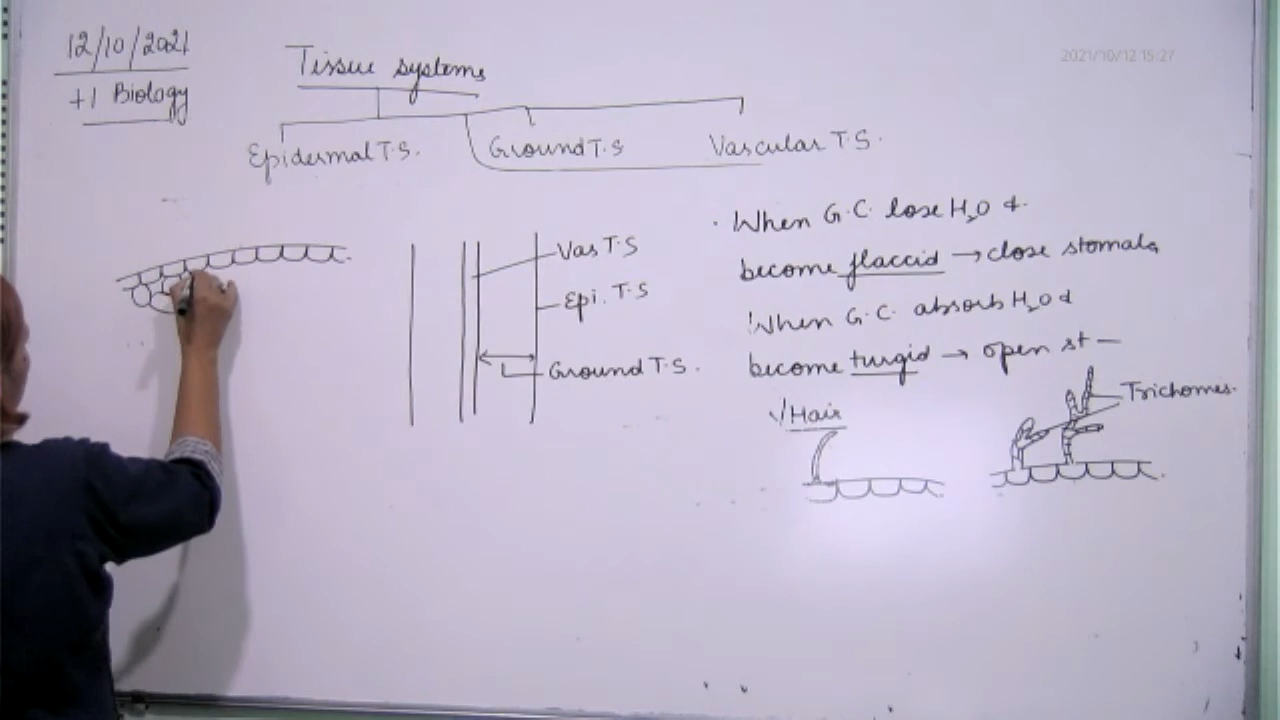 12/10/2021
+1 Biology
Tissue systems
2021/10/12 15:27
Epidermal T.S.
Ground T.S
Vascular T.S.
Vas T.S
Epi. T.S
Ground T.S.
· When G.C. lose H2O &
become flaccid → close stomata
When G.C. absorb H2O &
become turgid → open st —
Hair
Trichomes.